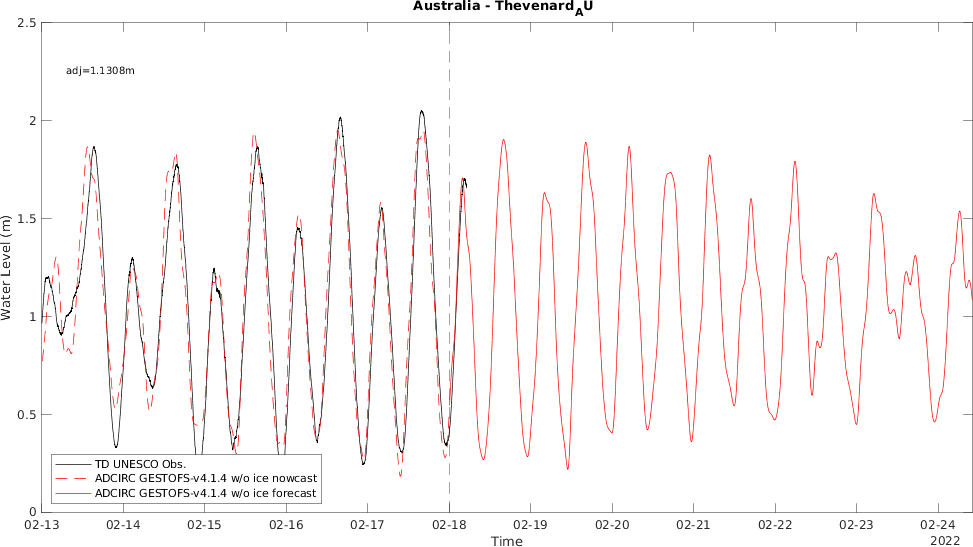 Australia - Thevenard_AU
2.5
adj=1.1308m
2
1.5
1
0.5
0
Water Level (m)
TD UNESCO Obs.
ADCIRC GESTOFS-v4.1.4 w/o ice nowcast
ADCIRC GESTOFS-v4.1.4 w/o ice forecast
02-13 02-14 02-15 02-16 02-17 02-18 02-19 02-20 02-21 02-22 02-23 02-24
Time
2022